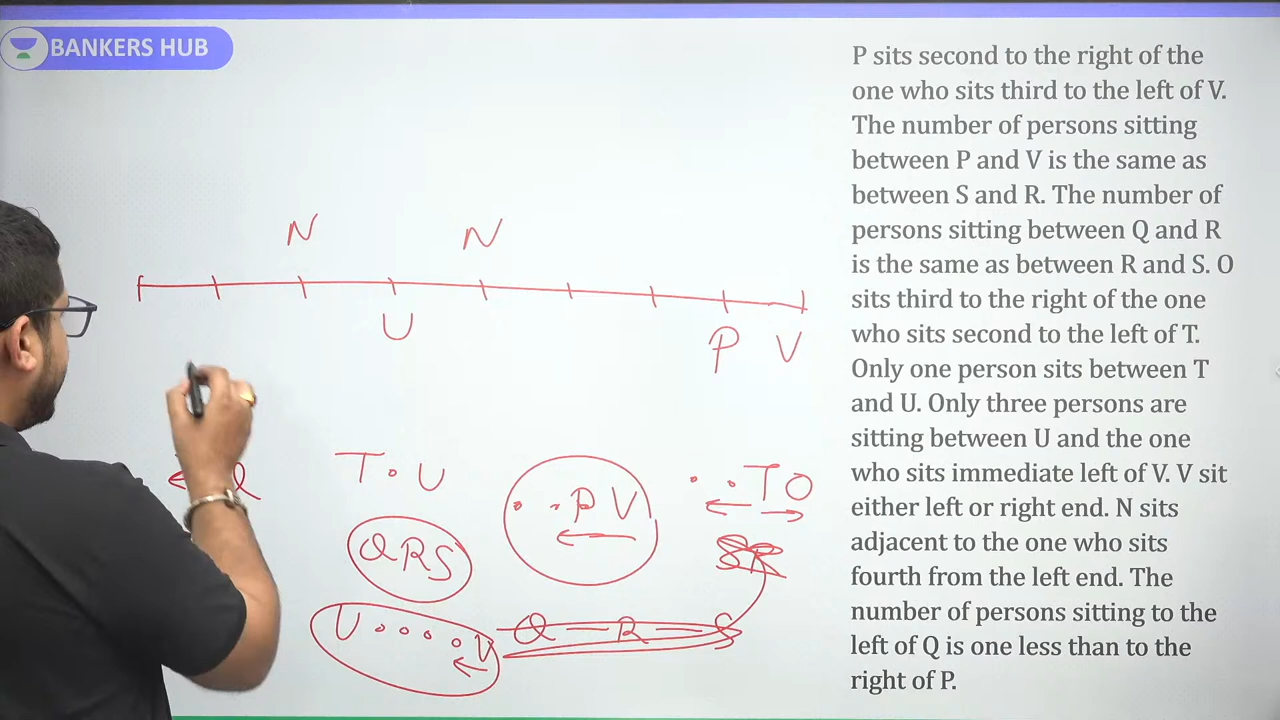 BANKERS HUB
P sits second to the right of the
one who sits third to the left of V.
The number of persons sitting
between P and V is the same as
between S and R. The number of
persons sitting between Q and R
is the same as between R and S. O
sits third to the right of the one
who sits second to the left of T.
Only one person sits between T
and U. Only three persons are
sitting between U and the one
who sits immediate left of V. V sit
either left or right end. N sits
adjacent to the one who sits
fourth from the left end. The
number of persons sitting to the
left of Q is one less than to the
right of P.
N N
U P V
T . U
. . P V
. . T O
Q R S
S R
U . . . . V
Q — R — S